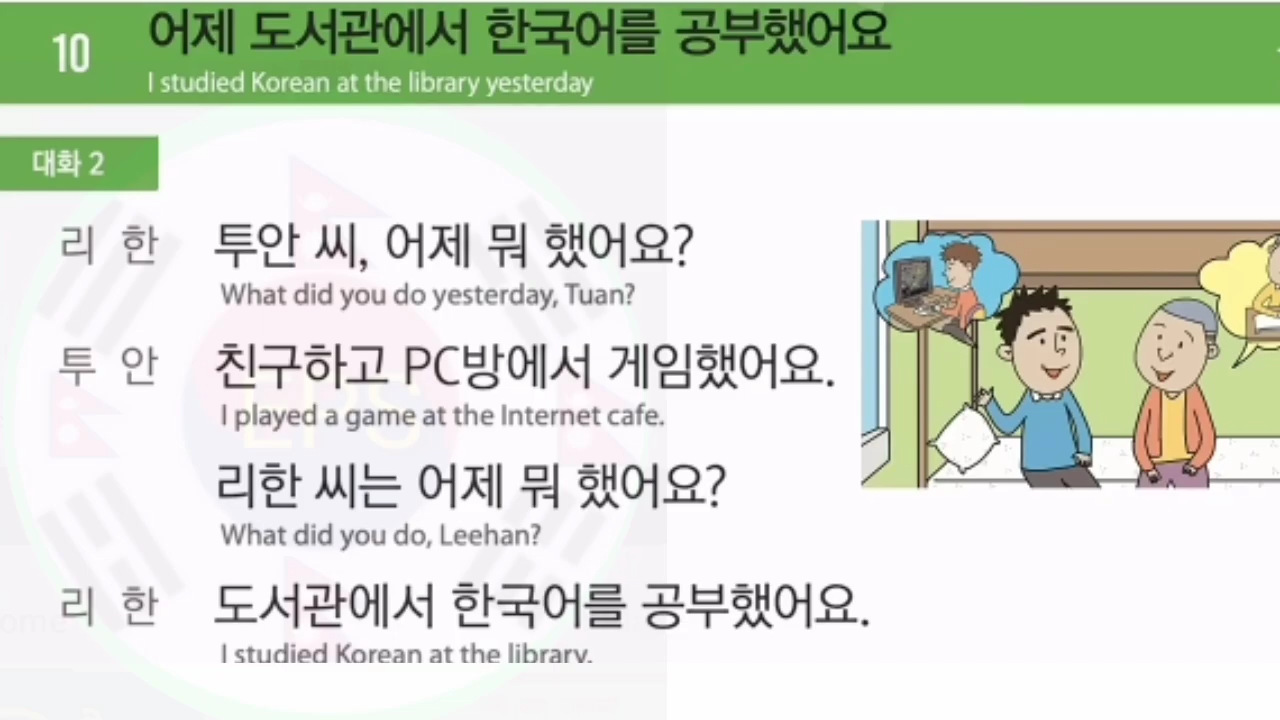 10
어제 도서관에서 한국어를 공부했어요
I studied Korean at the library yesterday
대화 2
리 한 투안 씨, 어제 뭐 했어요?
What did you do yesterday, Tuan?
투 안 친구하고 PC방에서 게임했어요.
I played a game at the Internet cafe.
리한 씨는 어제 뭐 했어요?
What did you do, Leehan?
리 한 도서관에서 한국어를 공부했어요.
I studied Korean at the library.
EPS